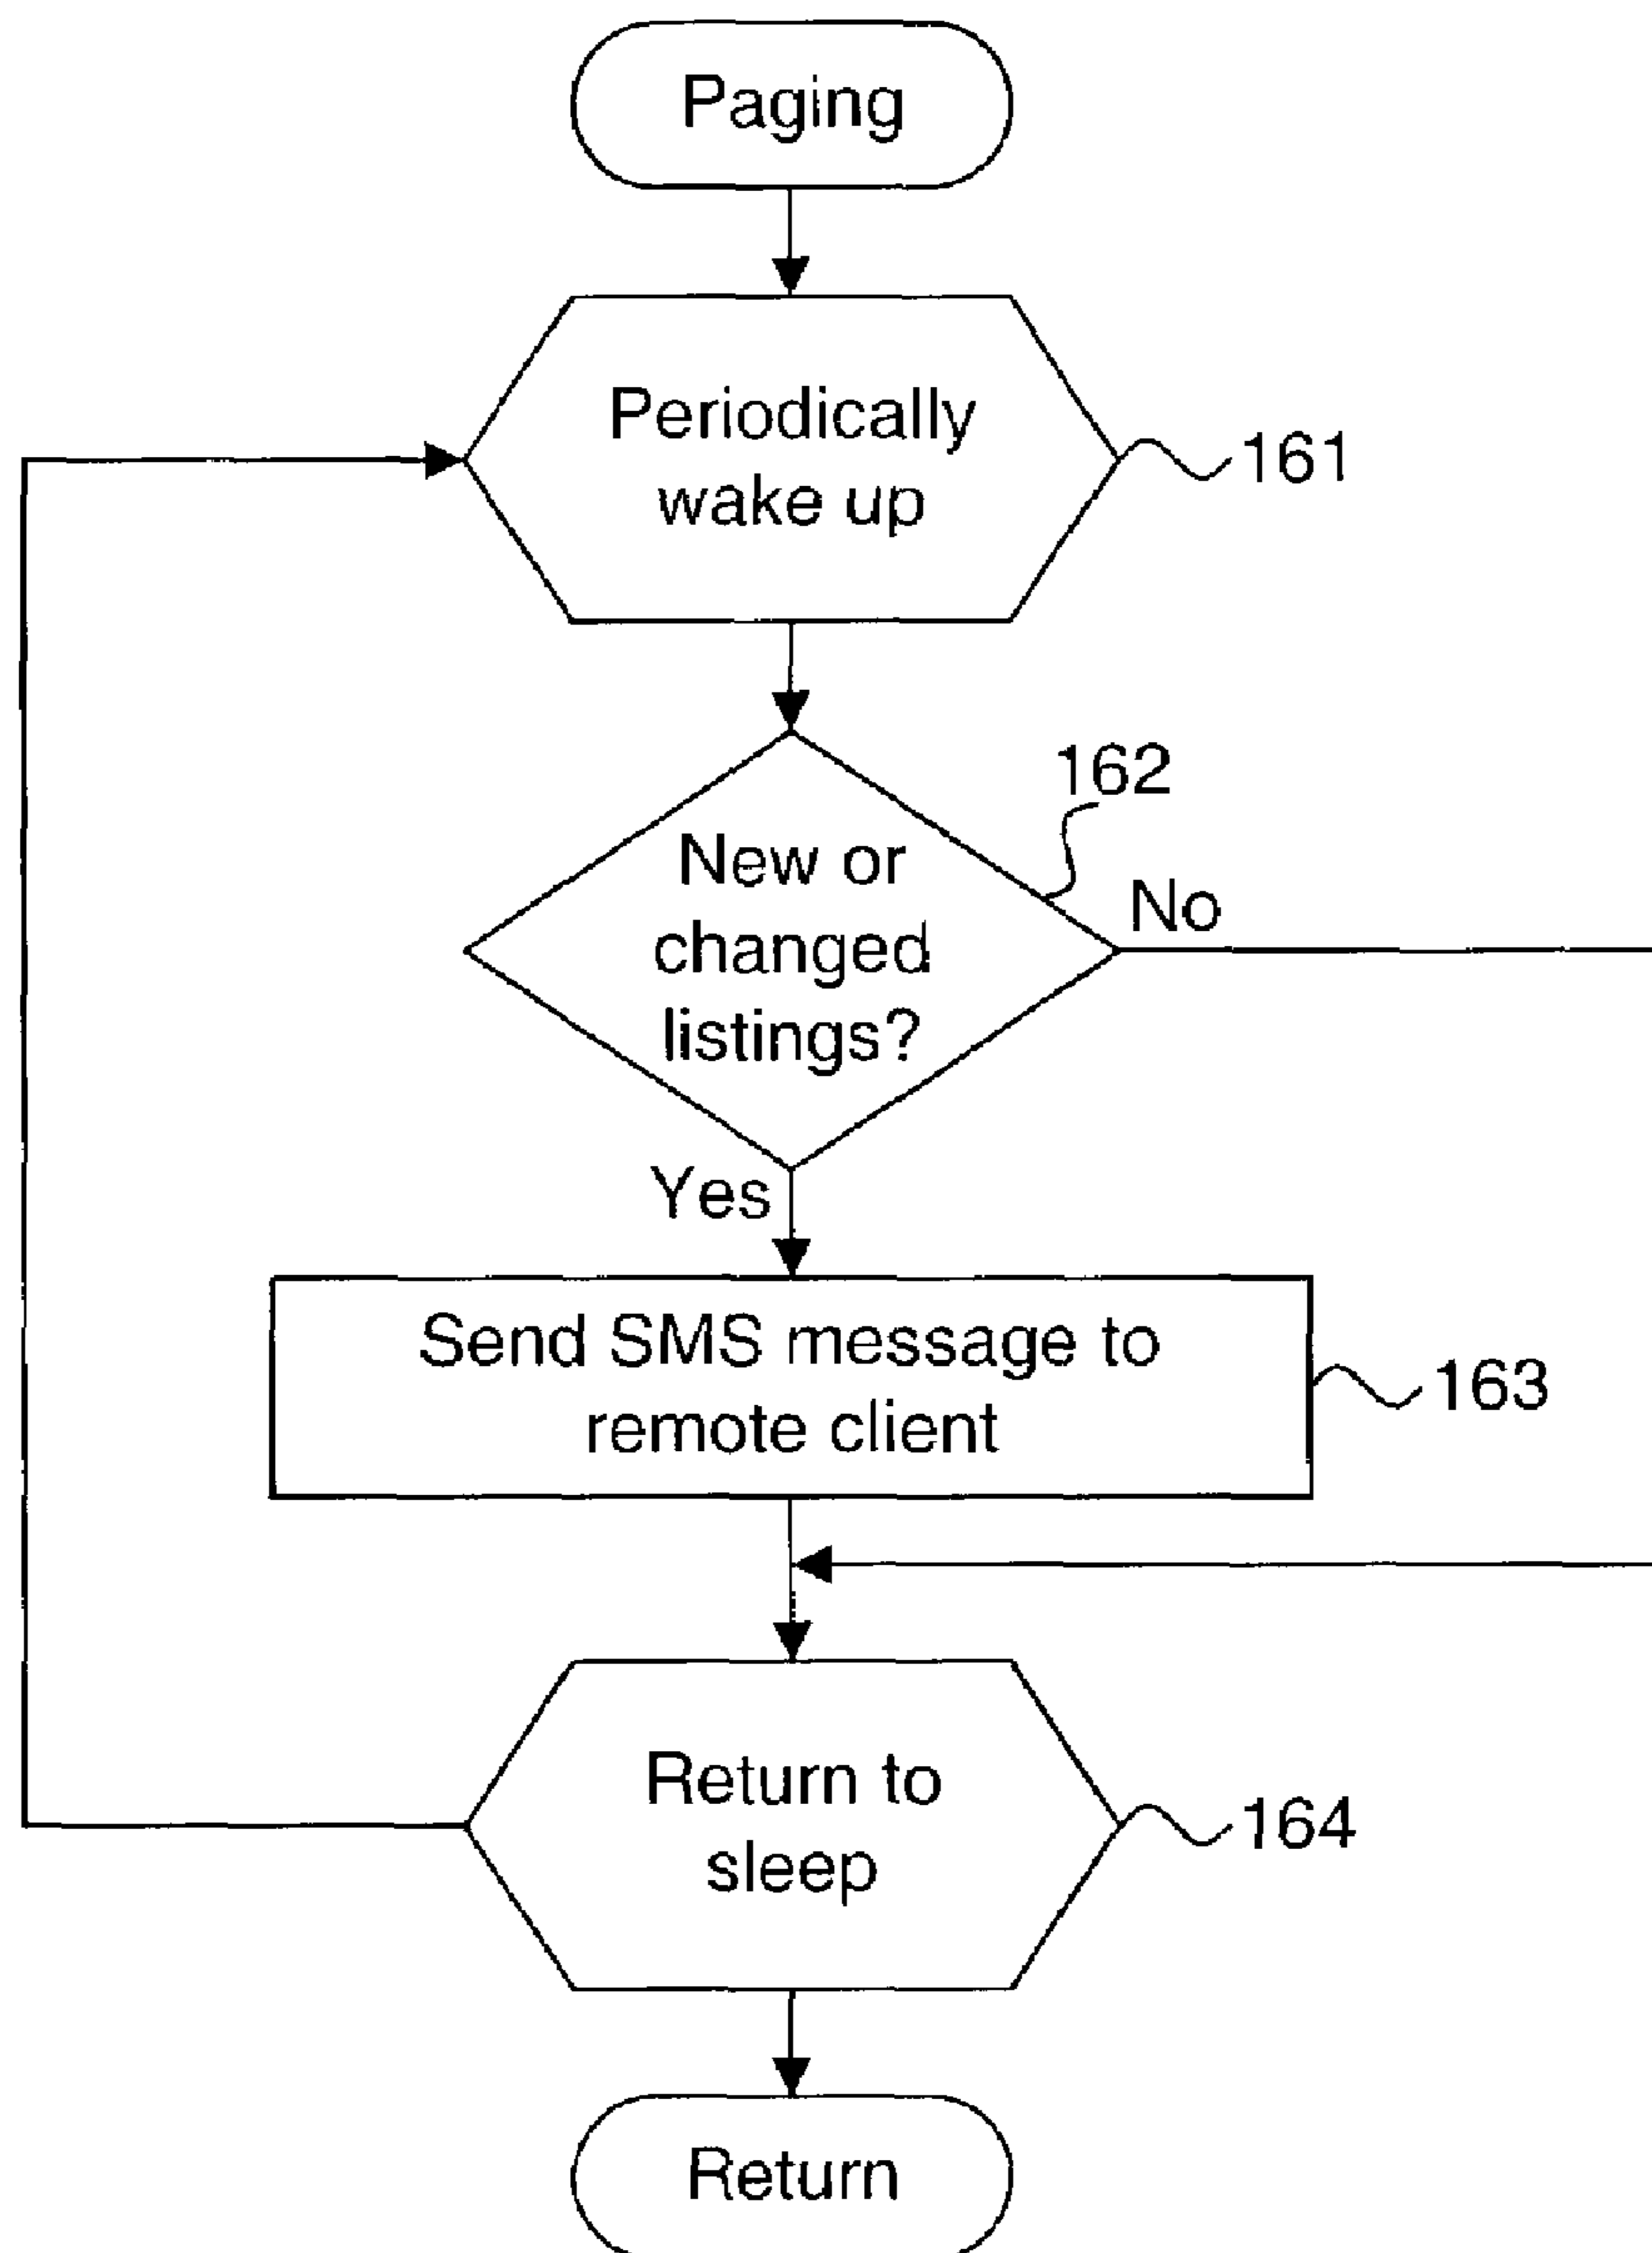 Paging
Periodically
wake up
161
162
New or
changed
listings?
No
Yes
Send SMS message to
remote client
163
Return to
sleep
164
Return